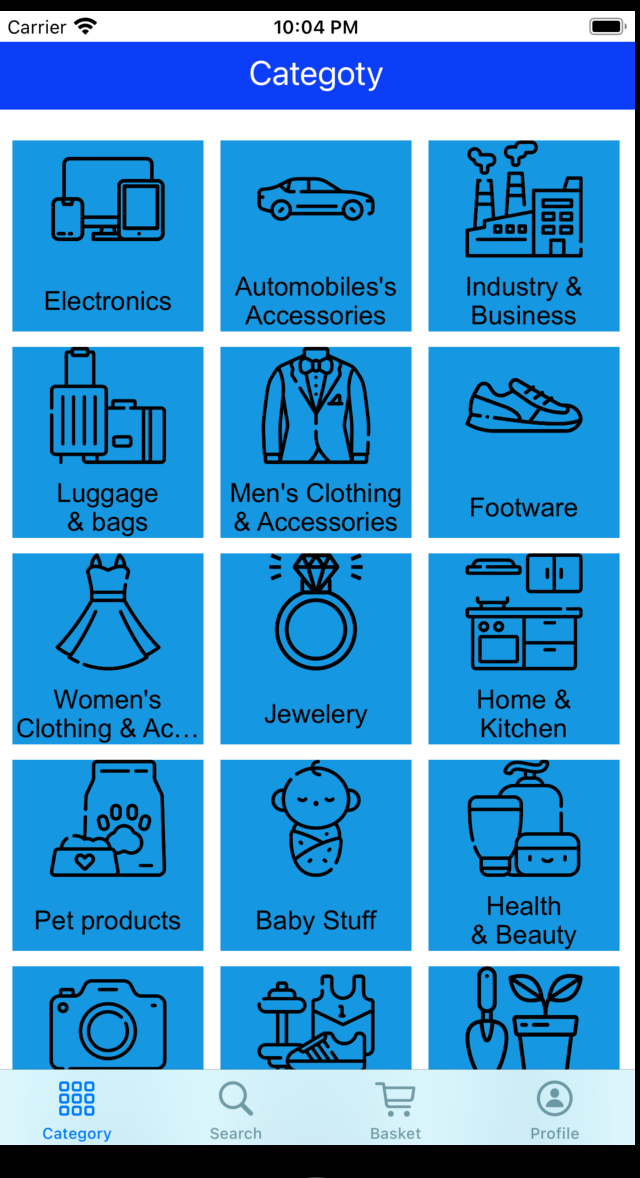 Carrier 10:04 PM
Categoty
Electronics
Automobiles's
Accessories
Industry &
Business
Luggage
& bags
Men's Clothing
& Accessories
Footware
Women's
Clothing & Ac...
Jewelery
Home &
Kitchen
Pet products
Baby Stuff
Health
& Beauty
1
Category Search Basket Profile